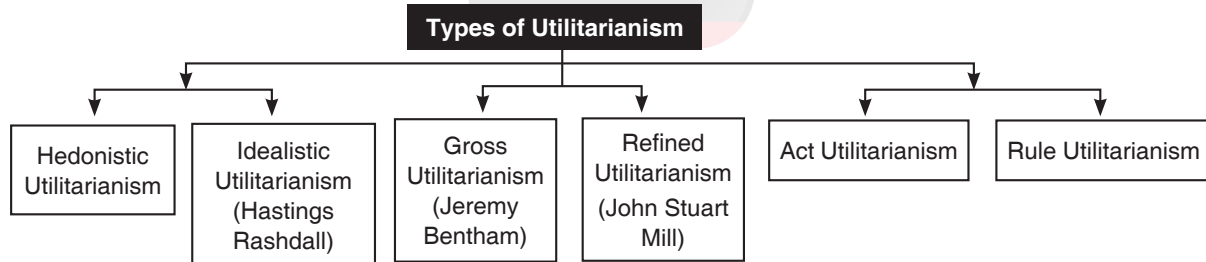 Types of Utilitarianism
Hedonistic
Utilitarianism
Idealistic
Utilitarianism
(Hastings
Rashdall)
Gross
Utilitarianism
(Jeremy
Bentham)
Refined
Utilitarianism
(John Stuart
Mill)
Act Utilitarianism
Rule Utilitarianism